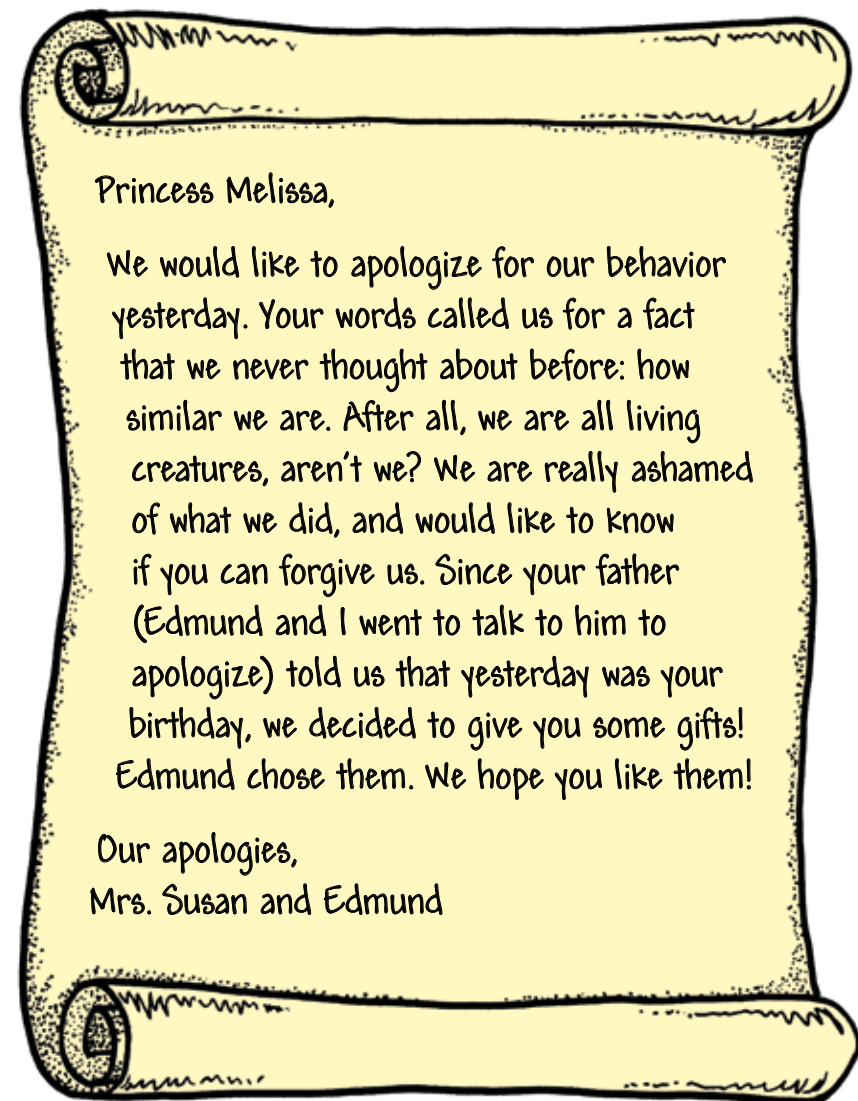 Princess Melissa,
We would like to apologize for our behavior
yesterday. Your words called us for a fact
that we never thought about before: how
similar we are. After all, we are all living
creatures, aren't we? We are really ashamed
of what we did, and would like to know
if you can forgive us. Since your father
(Edmund and I went to talk to him to
apologize) told us that yesterday was your
birthday, we decided to give you some gifts!
Edmund chose them. We hope you like them!
Our apologies,
Mrs. Susan and Edmund